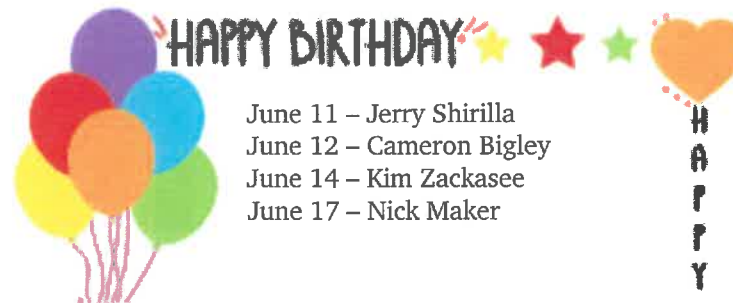 HAPPY BIRTHDAY
June 11 – Jerry Shirilla
June 12 – Cameron Bigley
June 14 – Kim Zackasee
June 17 – Nick Maker
HAPPY